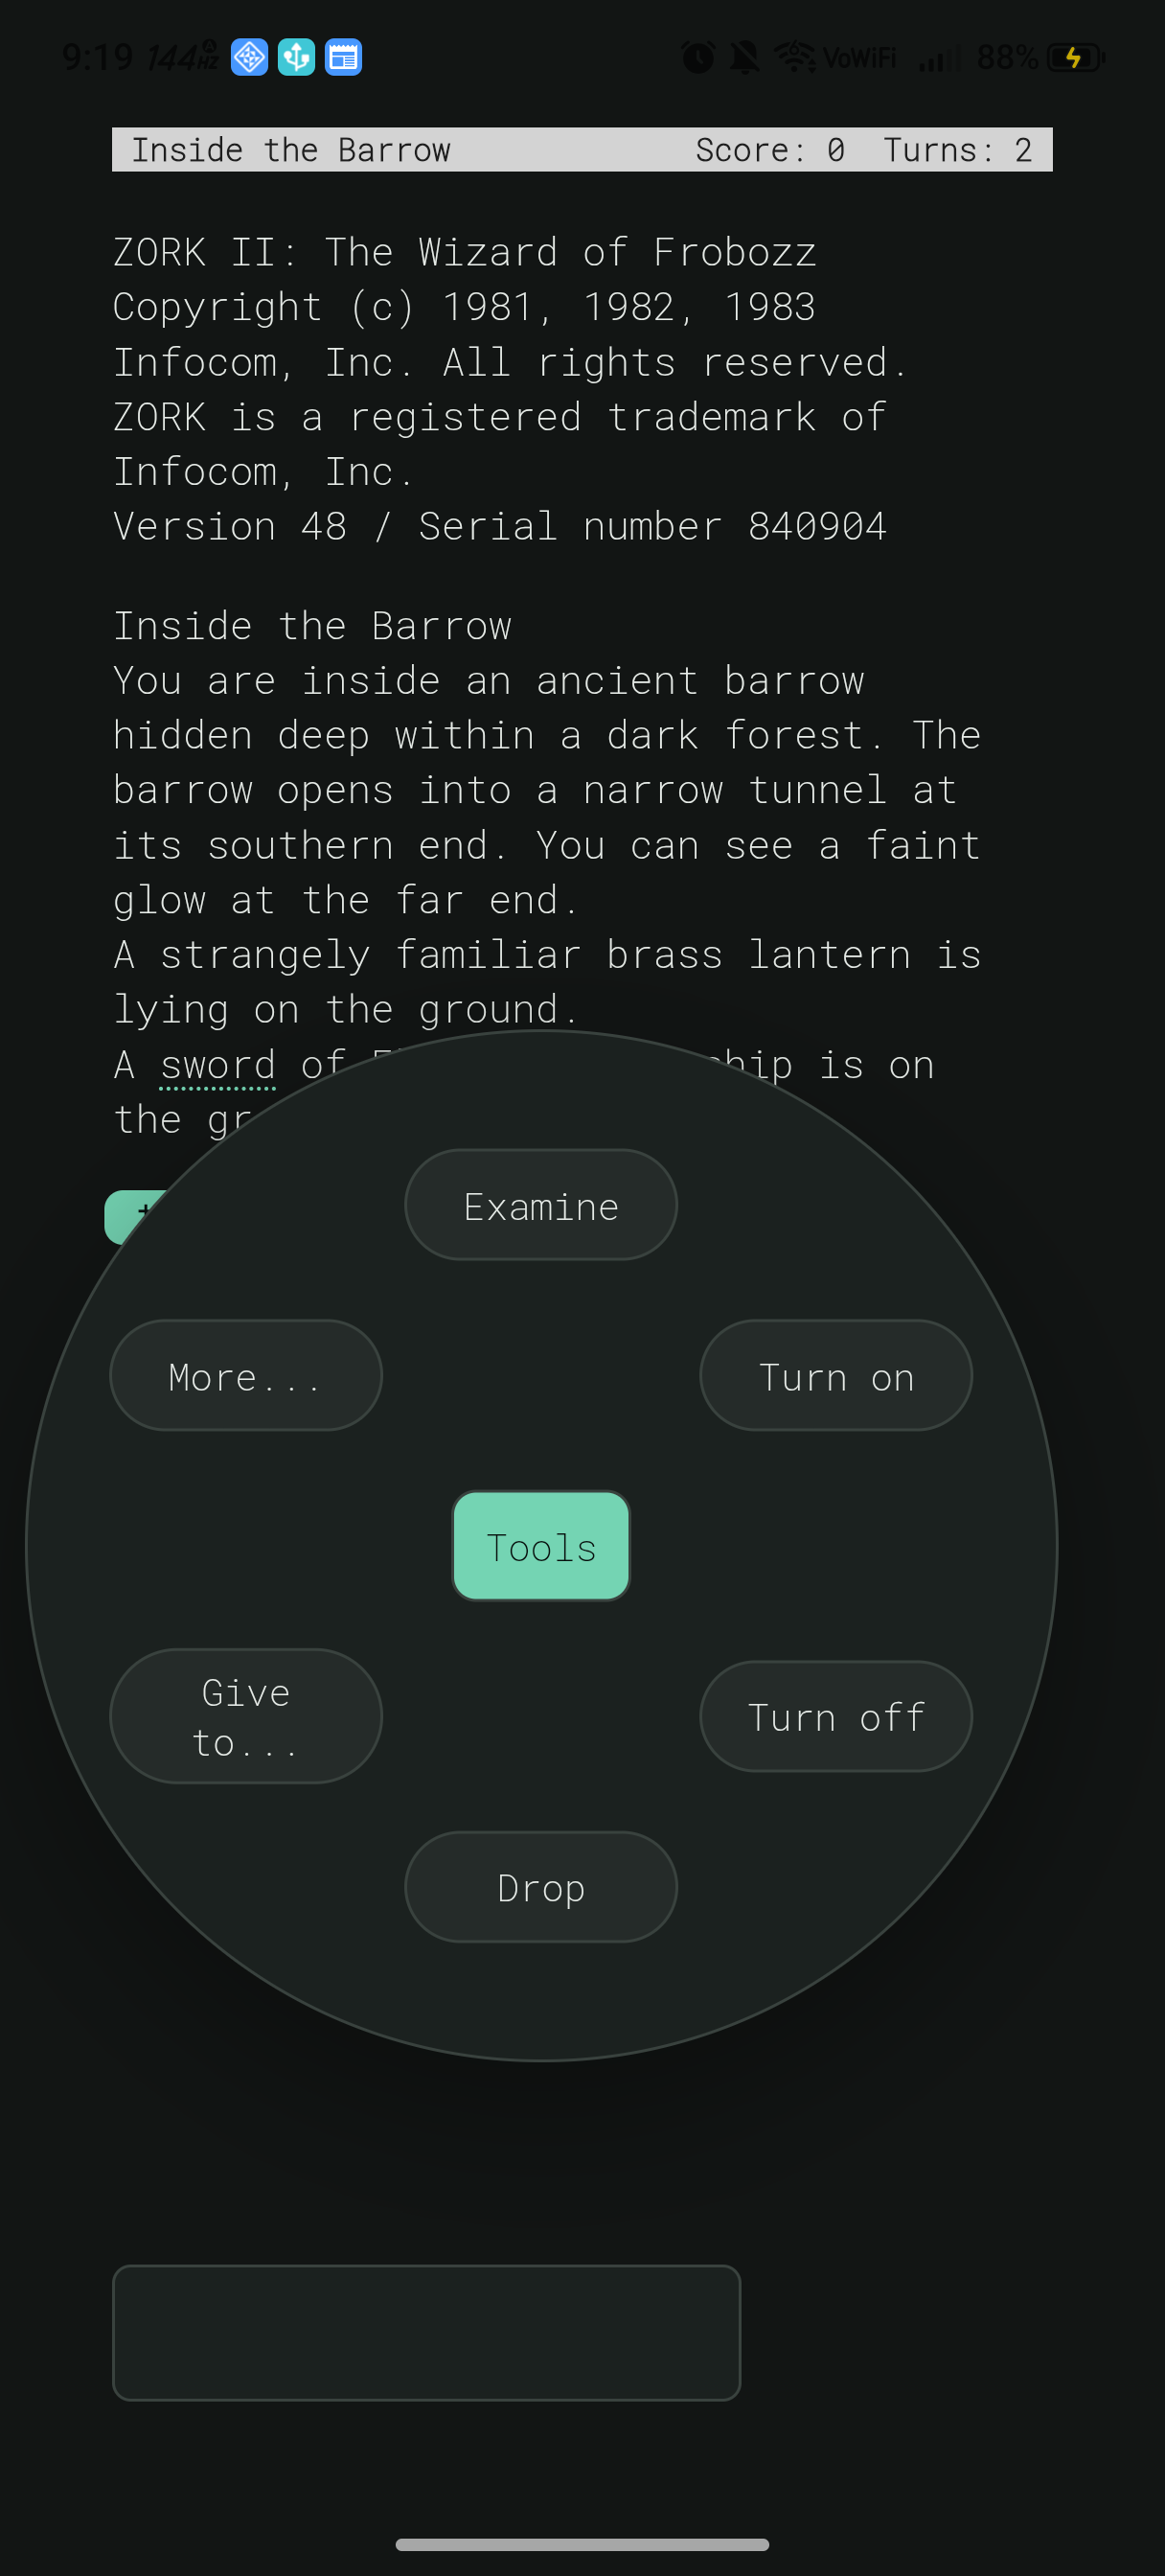 9:19 144HZ VoWiFi 88%
Inside the Barrow Score: 0 Turns: 2
ZORK II: The Wizard of Frobozz
Copyright (c) 1981, 1982, 1983
Infocom, Inc. All rights reserved.
ZORK is a registered trademark of
Infocom, Inc.
Version 48 / Serial number 840904
Inside the Barrow
You are inside an ancient barrow
hidden deep within a dark forest. The
barrow opens into a narrow tunnel at
its southern end. You can see a faint
glow at the far end.
A strangely familiar brass lantern is
lying on the ground.
A sword of is on
the
Examine
More...
Turn on
Tools
Give
to...
Turn off
Drop